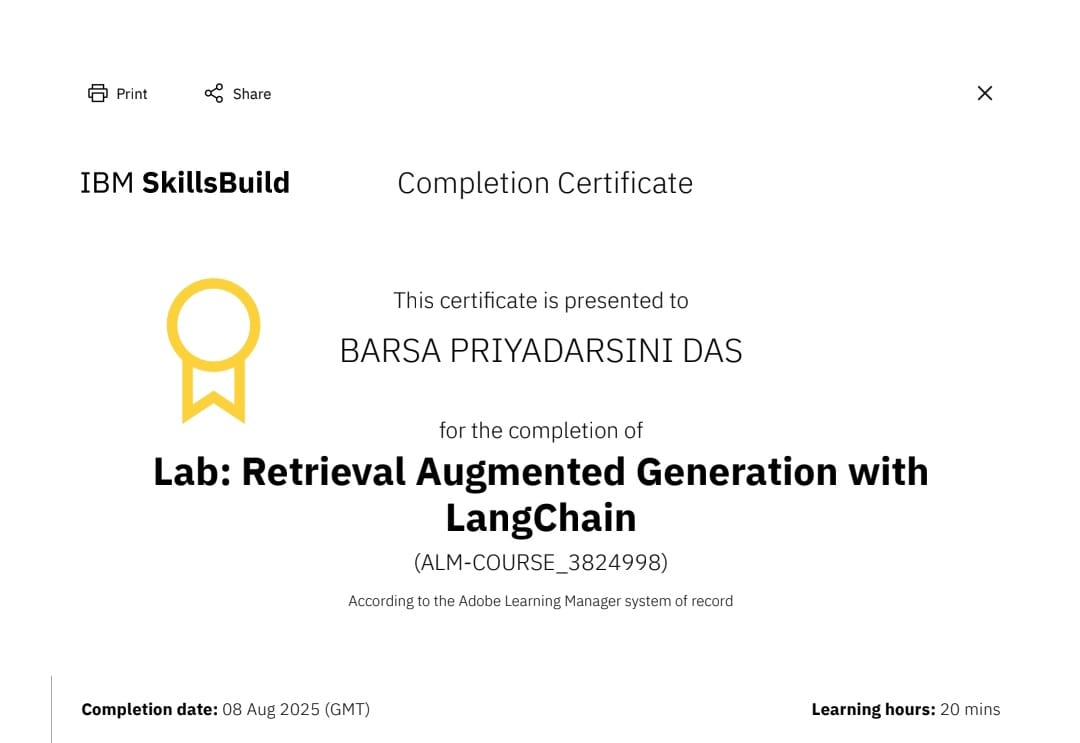 Print Share
IBM SkillsBuild Completion Certificate
This certificate is presented to
BARSA PRIYADARSINI DAS
for the completion of
Lab: Retrieval Augmented Generation with
LangChain
(ALM-COURSE_3824998)
According to the Adobe Learning Manager system of record
Completion date: 08 Aug 2025 (GMT) Learning hours: 20 mins